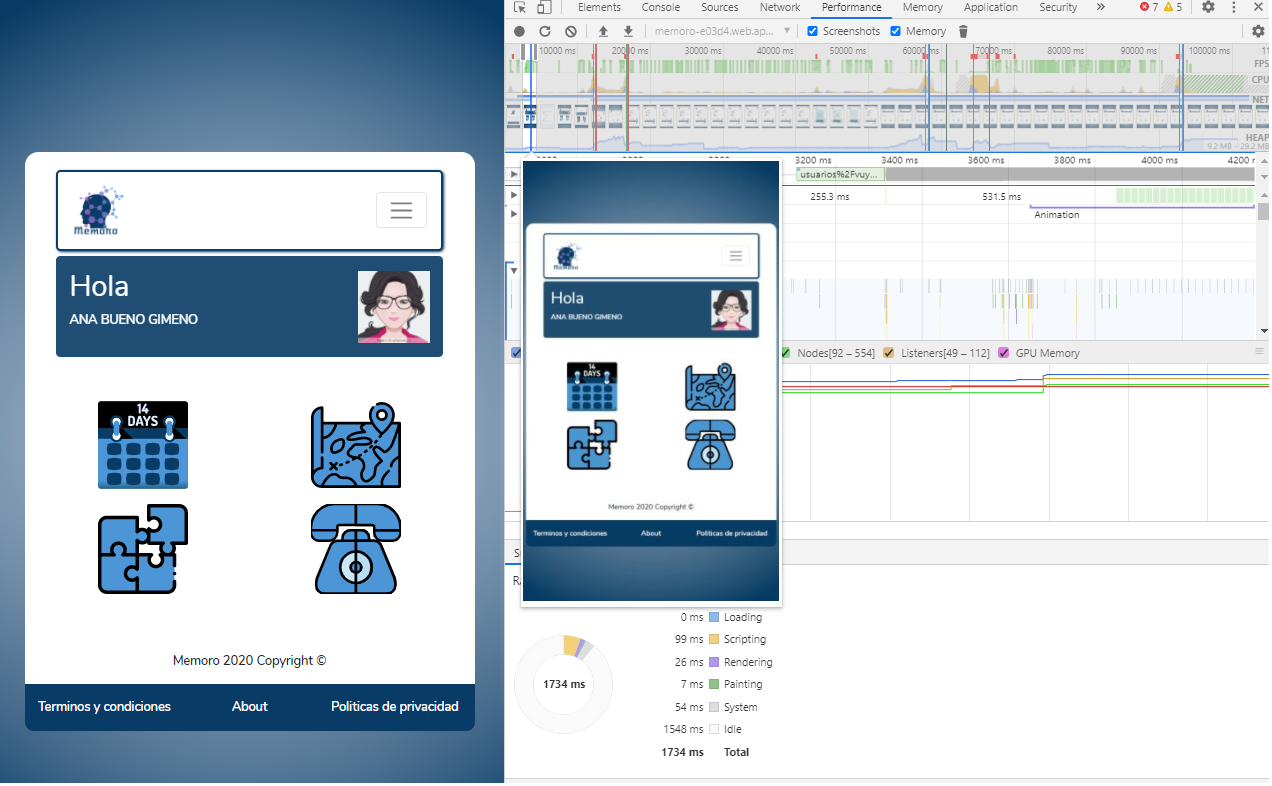 Memoro
Hola
ANA BUENO GIMENO
14
DAYS
Memoro 2020 Copyright ©
Terminos y condiciones
About
Politicas de privacidad
Elements
Console
Sources
Network
Performance
Memory
Application
Security
»
7
5
memoro-e03d4.web.ap...
Screenshots
Memory
10000 ms
20000 ms
30000 ms
40000 ms
50000 ms
60000 ms
70000 ms
80000 ms
90000 ms
100000 ms
FPS
CPU
NET
HEAP
9.2 MB – 29.2 MB
3200 ms
3400 ms
3600 ms
3800 ms
4000 ms
4200 r
usuarios%2Fvuy...
255.3 ms
531.5 ms
Animation
Memoro
Hola
ANA BUENO GIMENO
14
DAYS
Memoro 2020 Copyright ©
Terminos y condiciones
About
Politicas de privacidad
Nodes[92 – 554]
Listeners[49 – 112]
GPU Memory
1734 ms
0 ms Loading
99 ms Scripting
26 ms Rendering
7 ms Painting
54 ms System
1548 ms Idle
1734 ms Total